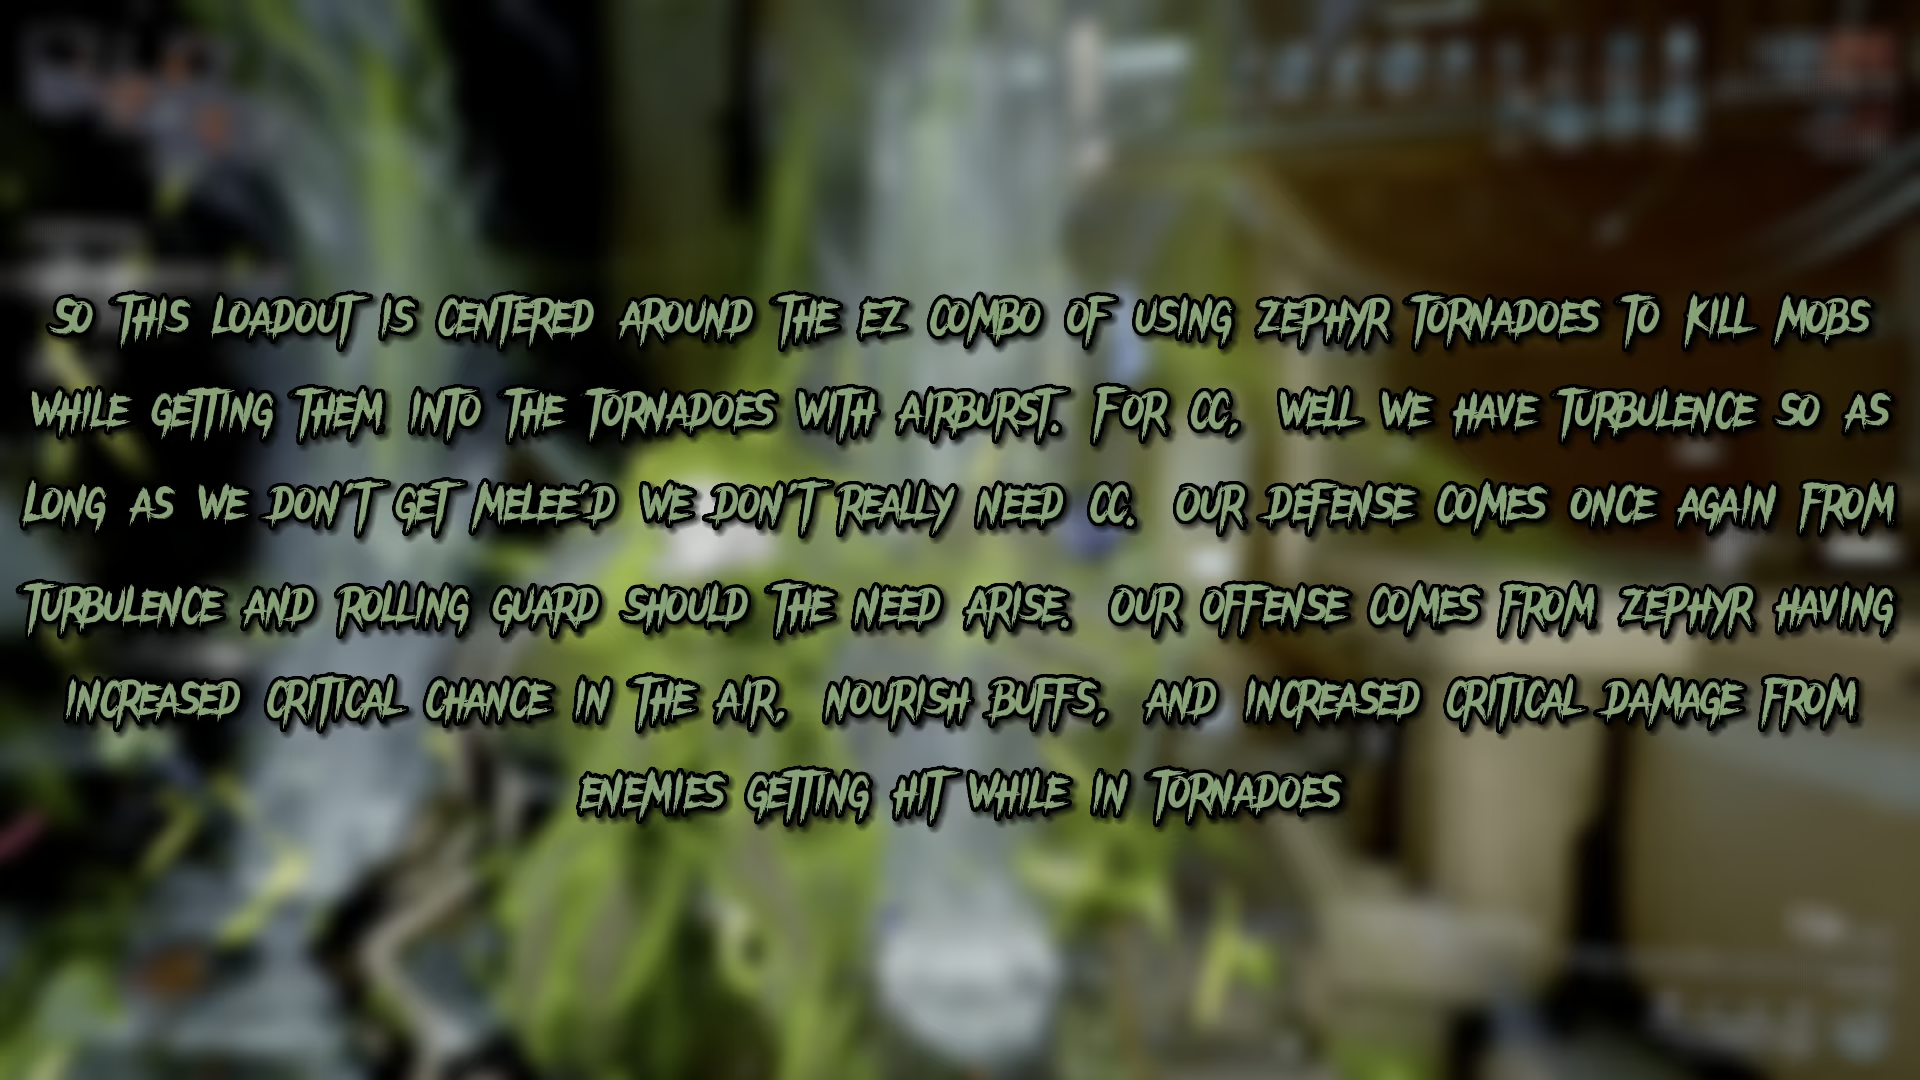 So this loadout is centered around the ez combo of using Zephyr tornadoes to kill mobs
while getting them into the tornadoes with Airburst. For CC, well we have Turbulence so as
long as we don't get melee'd we don't really need CC. Our defense comes once again from
Turbulence and Rolling Guard should the need arise. Our offense comes from Zephyr having
increased critical chance in the air, Nourish buffs, and increased critical damage from
enemies getting hit while in tornadoes